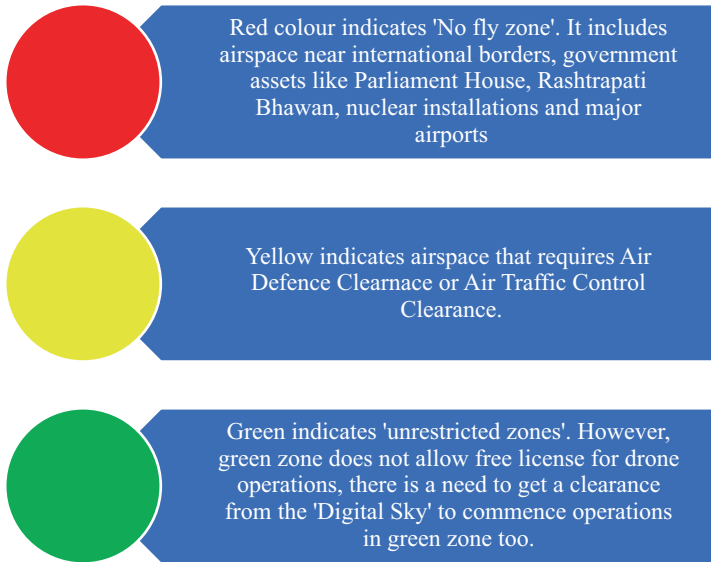 Red colour indicates 'No fly zone'. It includes
airspace near international borders, government
assets like Parliament House, Rashtrapati
Bhawan, nuclear installations and major
airports
Yellow indicates airspace that requires Air
Defence Clearnace or Air Traffic Control
Clearance.
Green indicates 'unrestricted zones'. However,
green zone does not allow free license for drone
operations, there is a need to get a clearance
from the 'Digital Sky' to commence operations
in green zone too.